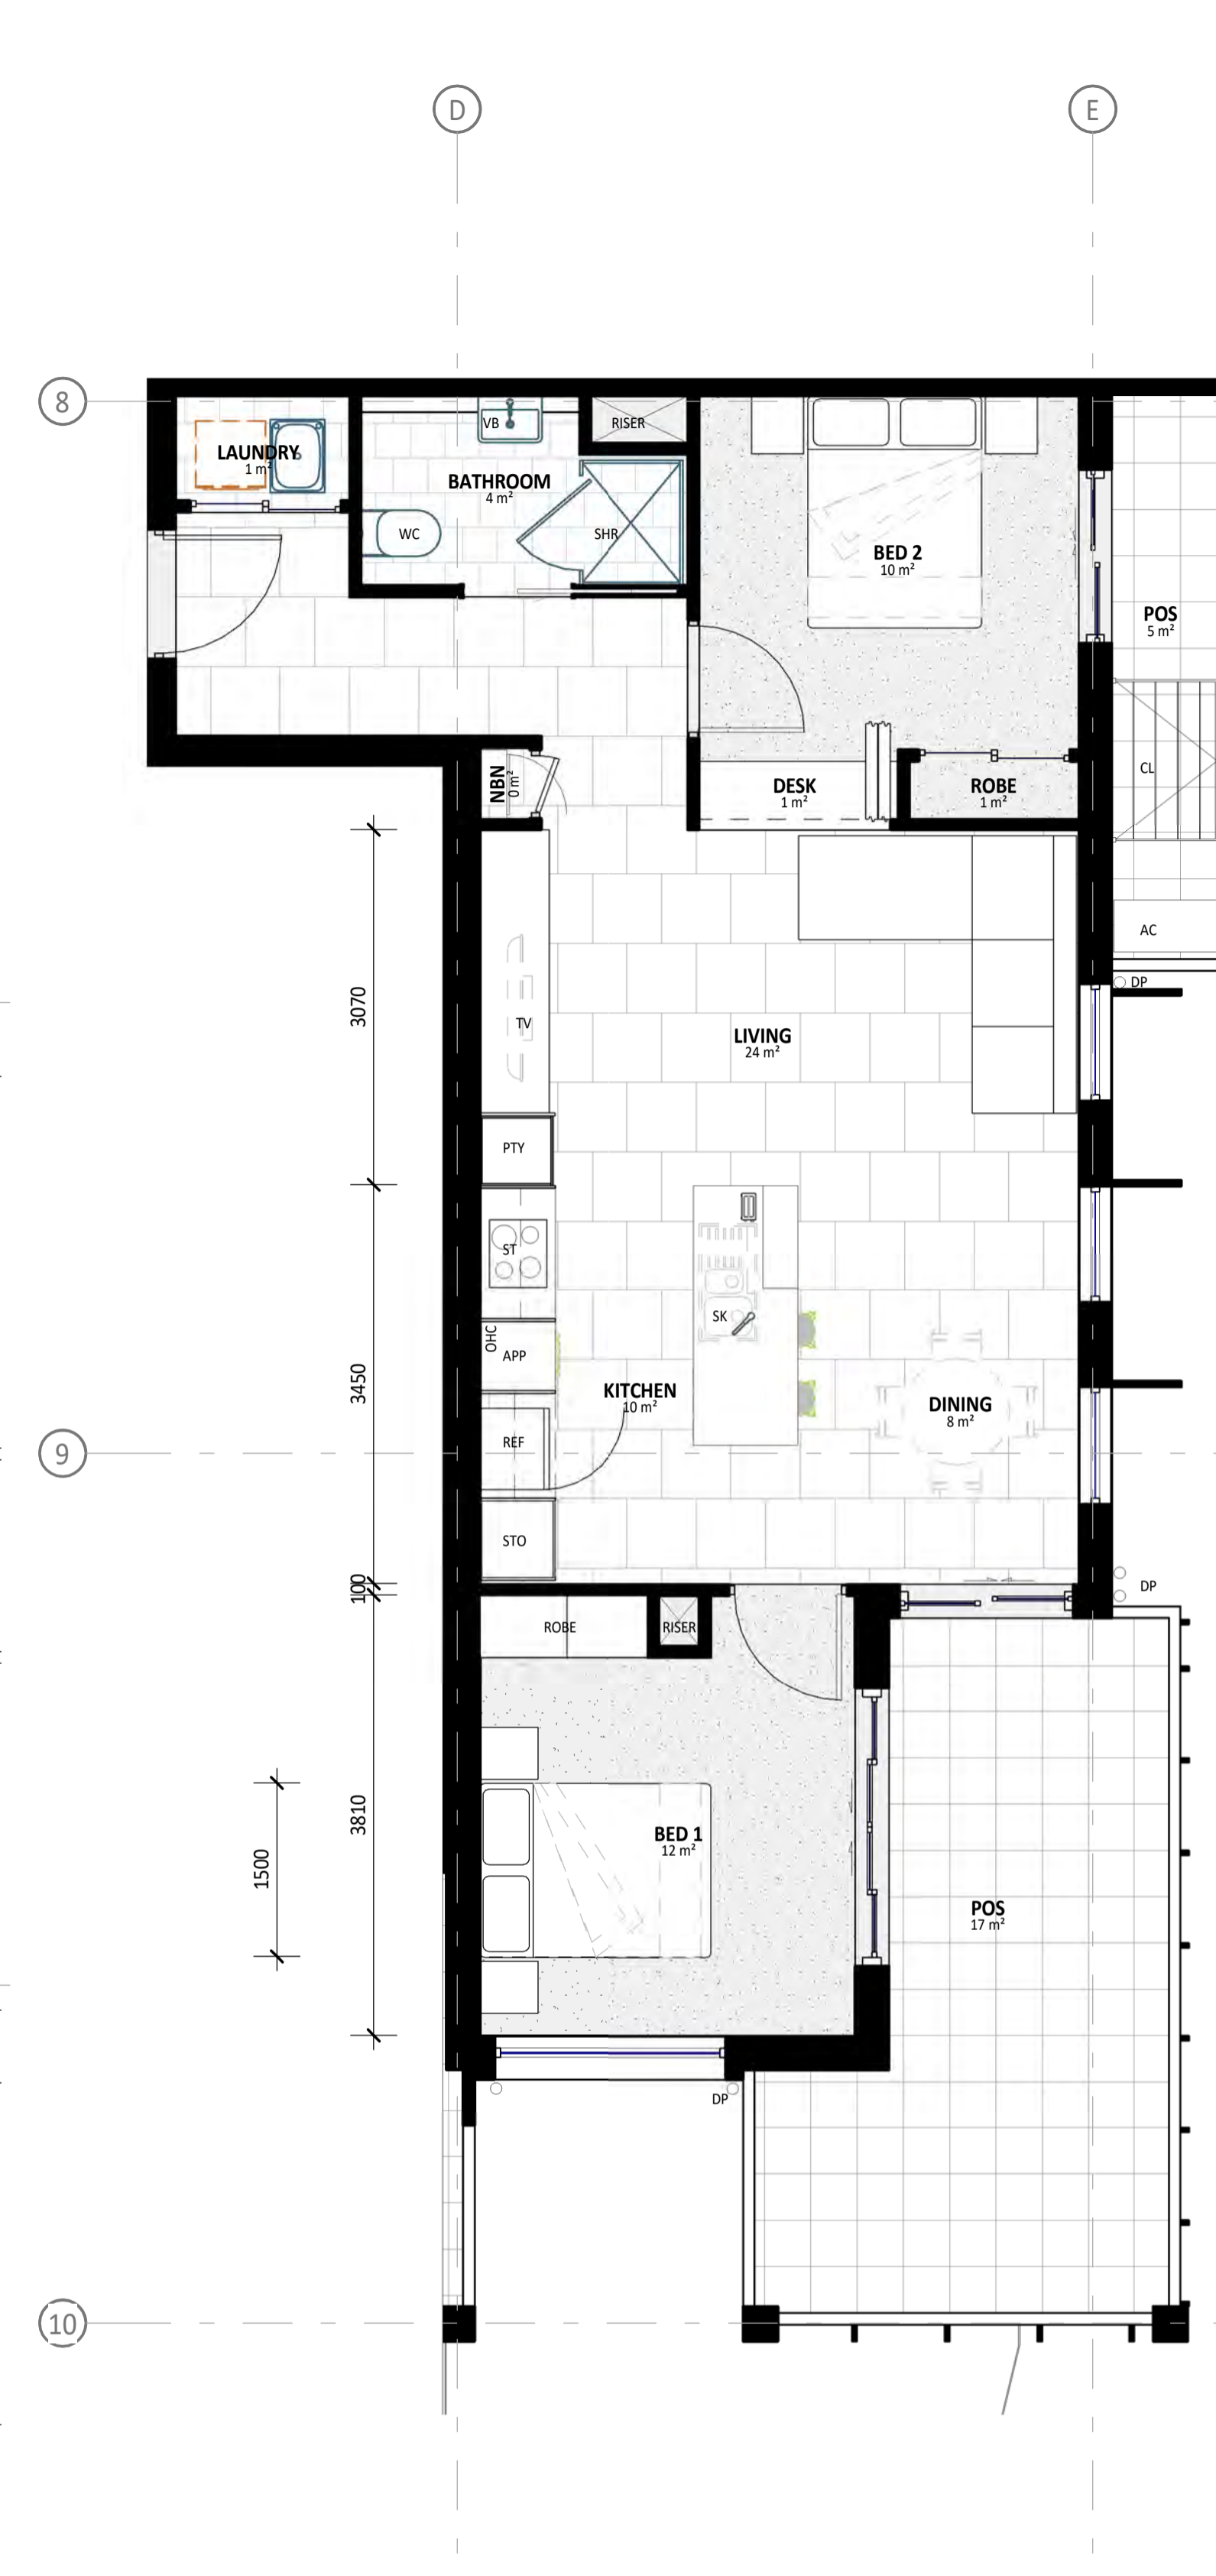 D
E
8
VB
RISER
LAUNDRY
1 m²
BATHROOM
4 m²
WC
SHR
BED 2
10 m²
POS
5 m²
CL
NBN
0 m²
DESK
1 m²
ROBE
1 m²
AC
DP
3070
TV
LIVING
24 m²
PTY
ST
SK
OHC
APP
3450
KITCHEN
10 m²
DINING
8 m²
REF
9
STO
100
DP
ROBE
RISER
3810
1500
BED 1
12 m²
POS
17 m²
DP
10